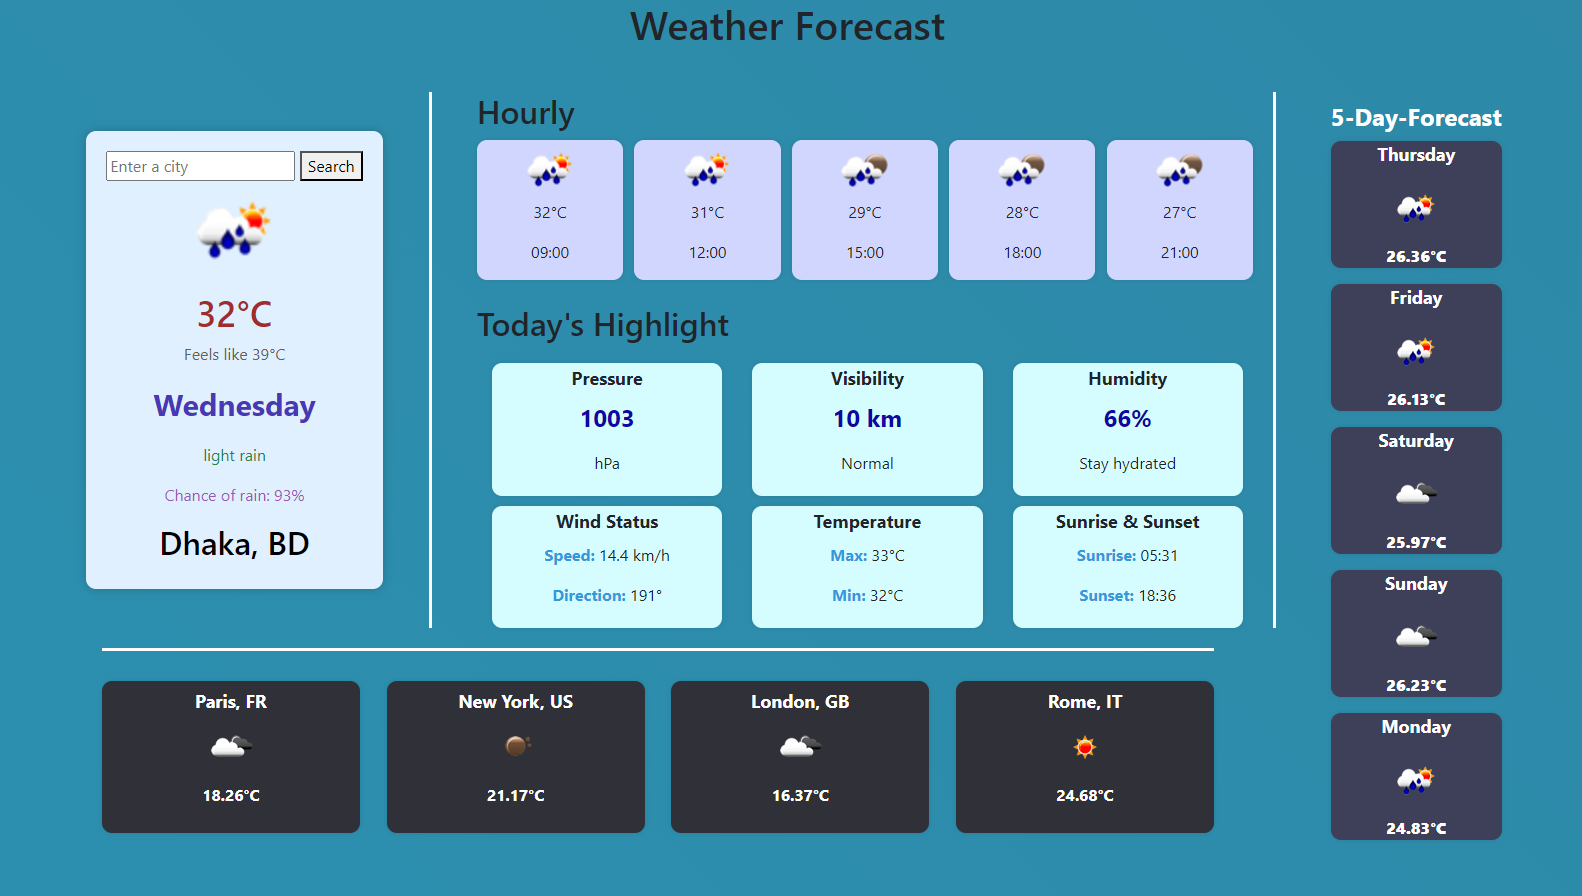 Weather Forecast
Enter a city
Search
32°C
Feels like 39°C
Wednesday
light rain
Chance of rain: 93%
Dhaka, BD
Hourly
32°C
09:00
31°C
12:00
29°C
15:00
28°C
18:00
27°C
21:00
Today's Highlight
Pressure
1003
hPa
Visibility
10 km
Normal
Humidity
66%
Stay hydrated
Wind Status
Speed: 14.4 km/h
Direction: 191°
Temperature
Max: 33°C
Min: 32°C
Sunrise & Sunset
Sunrise: 05:31
Sunset: 18:36
5-Day-Forecast
Thursday
26.36°C
Friday
26.13°C
Saturday
25.97°C
Sunday
26.23°C
Monday
24.83°C
Paris, FR
18.26°C
New York, US
21.17°C
London, GB
16.37°C
Rome, IT
24.68°C